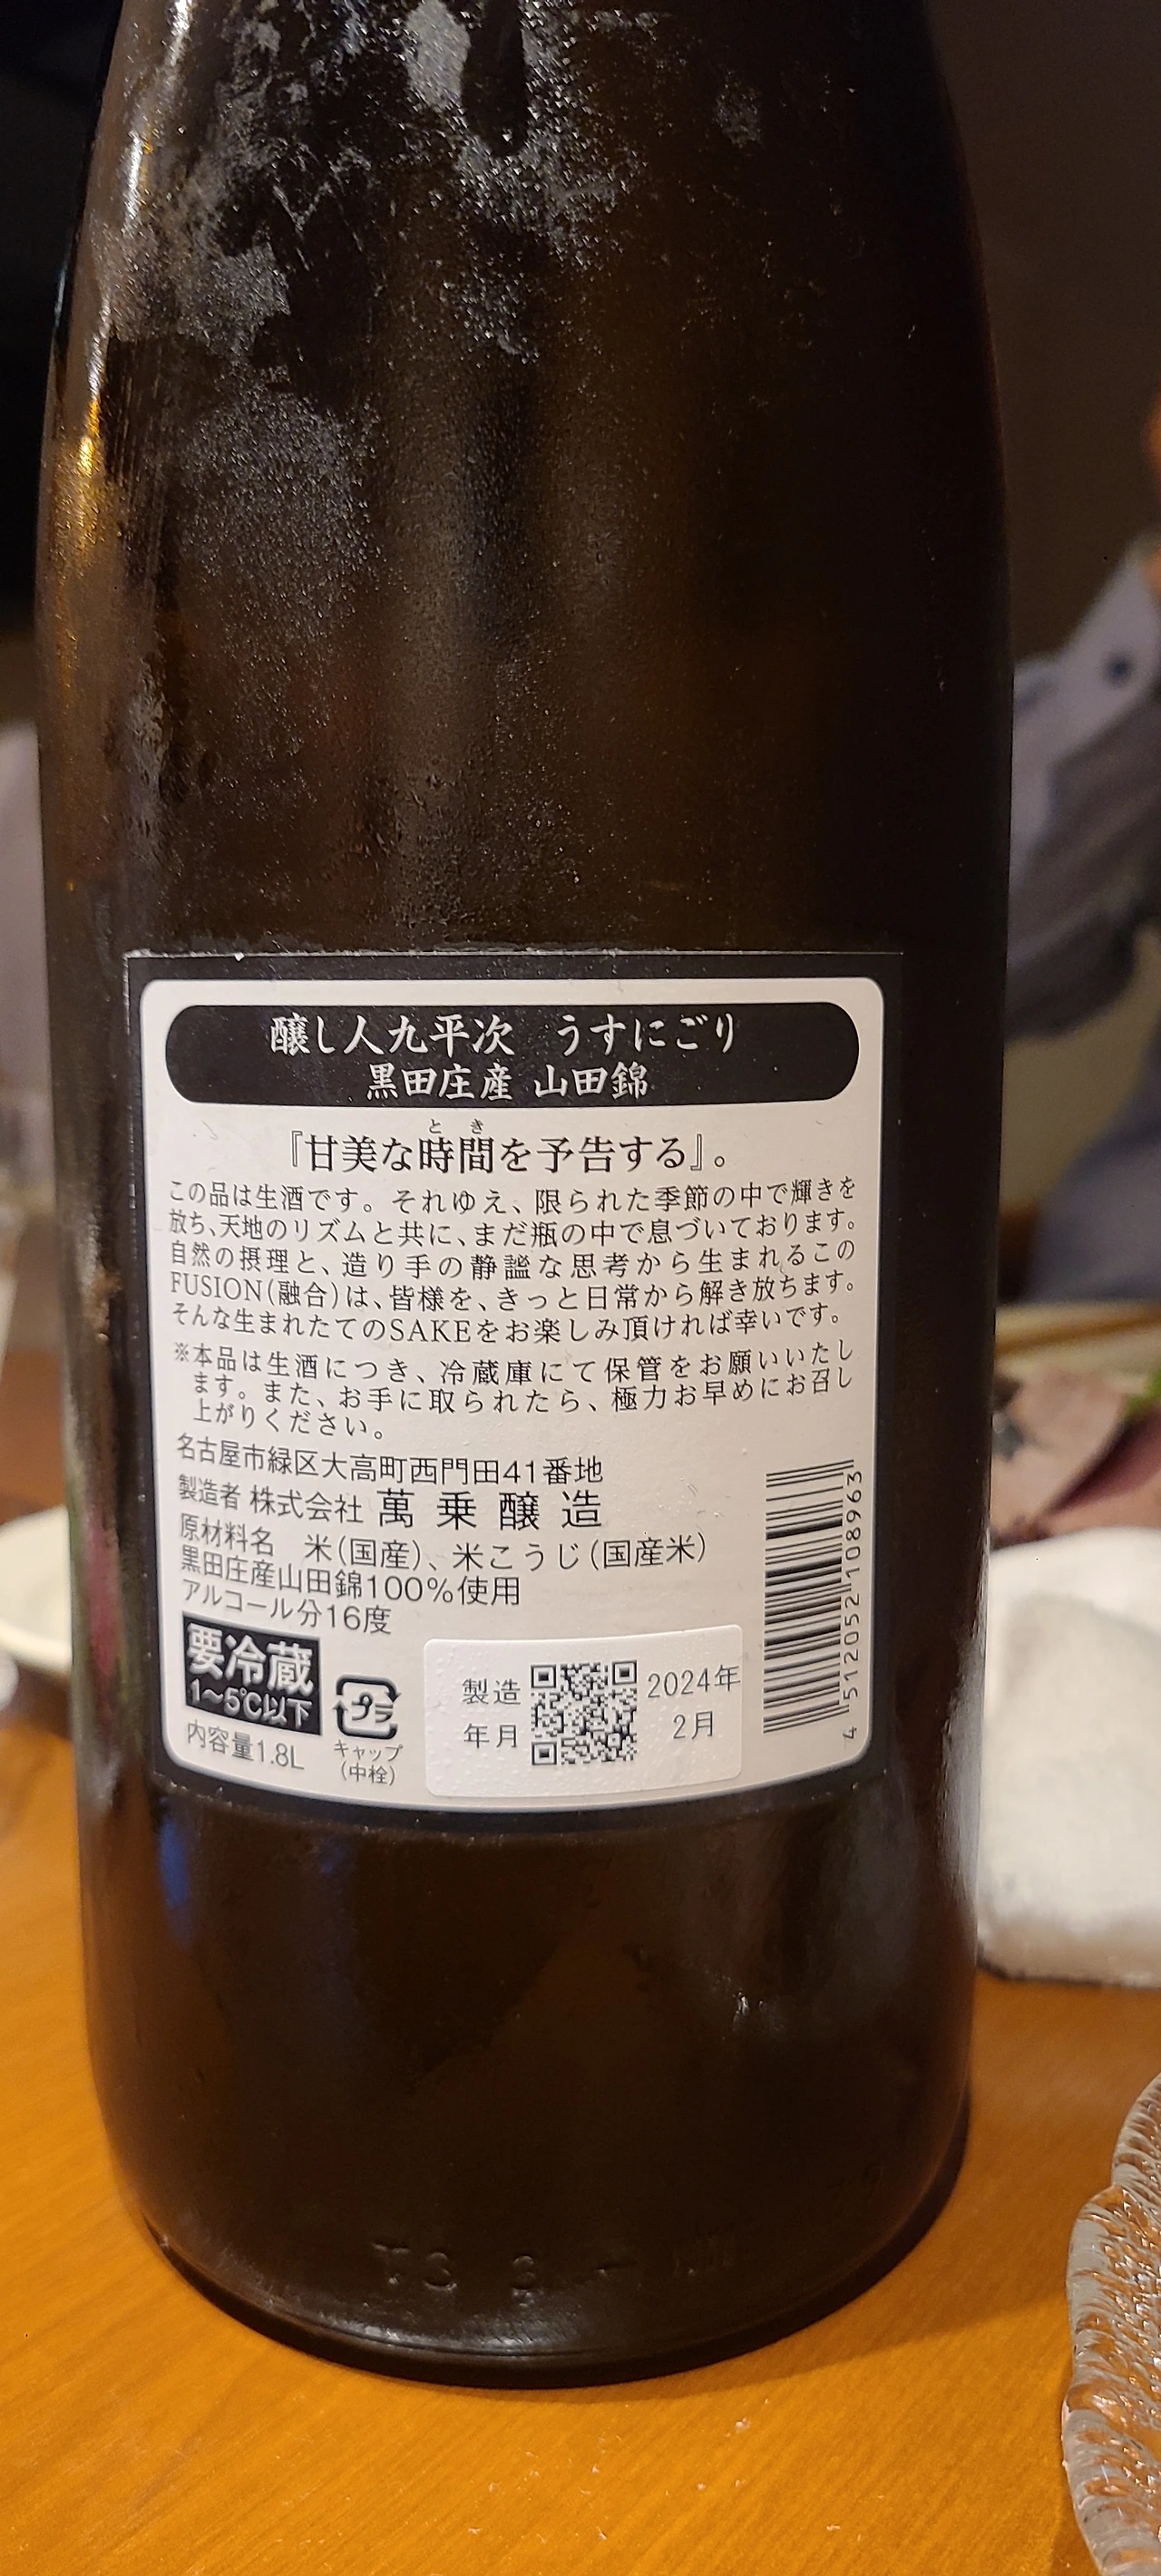 醸し人九平次 うすにごり
黒田庄産 山田錦
とき
『甘美な時間を予告する』。
この品は生酒です。それゆえ、限られた季節の中で輝きを
放ち、天地のリズムと共に、まだ瓶の中で息づいております。
自然の摂理と、造り手の静謐な思考から生まれるこの
FUSION(融合)は、皆様を、きっと日常から解き放ちます。
そんな生まれたてのSAKEをお楽しみ頂ければ幸いです。
※本品は生酒につき、冷蔵庫にて保管をお願いいたし
ます。また、お手に取られたら、極力お早めにお召し
上がりください。
名古屋市緑区大高町西門田41番地
製造者 株式会社 萬乗醸造
原材料名 米(国産)、米こうじ(国産米)
黒田庄産山田錦100%使用
アルコール分16度
要冷蔵
1〜5℃以下
内容量1.8L
プラ
キャップ
(中栓)
製造
年月
2024年
2月
4 512052 108963